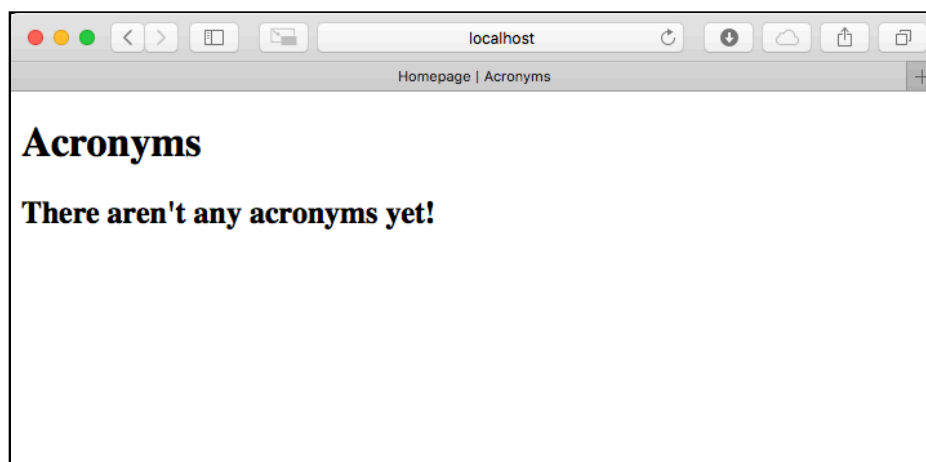 localhost
Homepage | Acronyms
Acronyms
There aren't any acronyms yet!